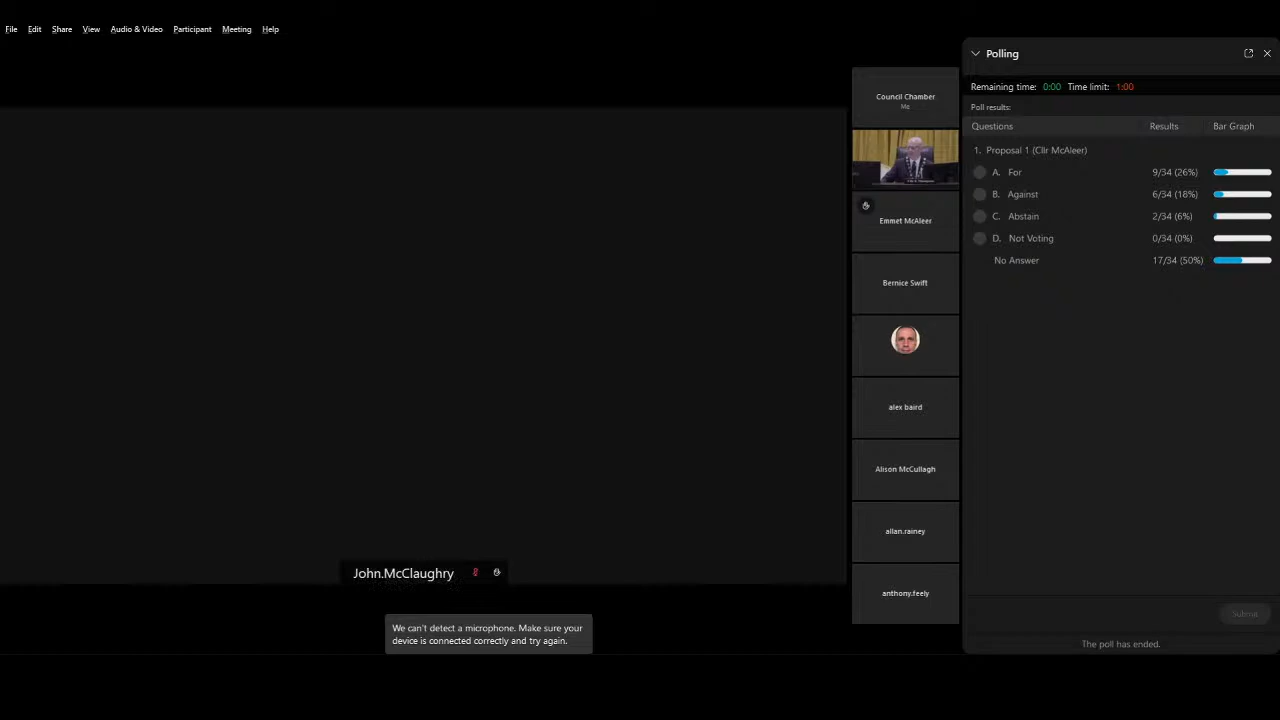 File Edit Share View Audio & Video Participant Meeting Help
Polling
Remaining time: 0:00 Time limit: 1:00
Poll results:
Questions Results Bar Graph
1. Proposal 1 (Cllr McAleer)
A. For 9/34 (26%)
B. Against 6/34 (18%)
C. Abstain 2/34 (6%)
D. Not Voting 0/34 (0%)
No Answer 17/34 (50%)
Submit
The poll has ended.
Council Chamber
Me
Emmet McAleer
Bernice Swift
alex baird
Alison McCullagh
allan.rainey
anthony.feely
John.McClaughry
We can't detect a microphone. Make sure your
device is connected correctly and try again.